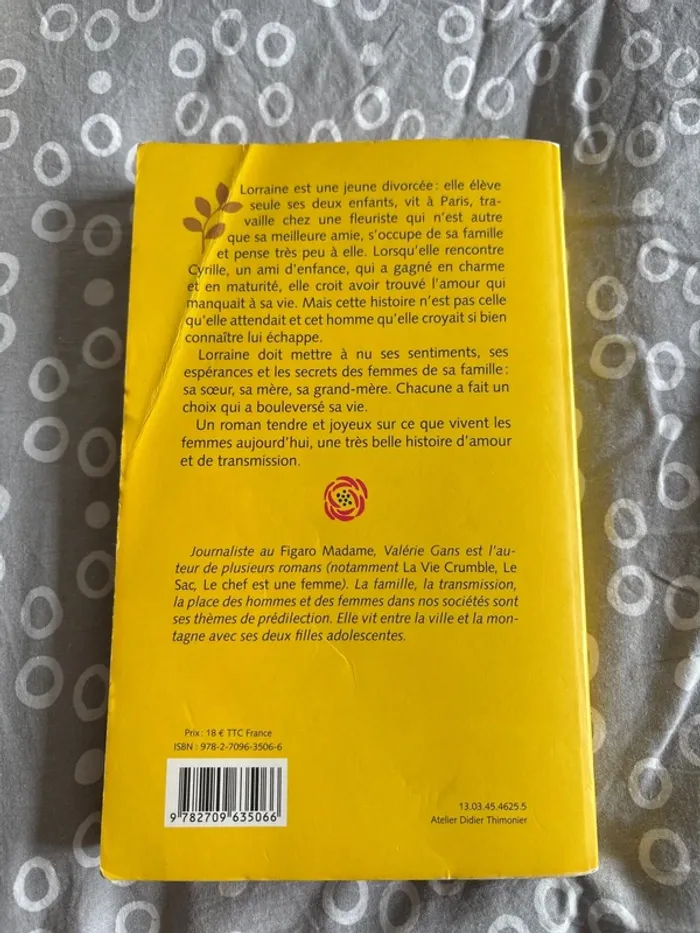 Lorraine est une jeune divorcée : elle élève
seule ses deux enfants, vit à Paris, tra-
vaille chez une fleuriste qui n'est autre
que sa meilleure amie, s'occupe de sa famille
et pense très peu à elle. Lorsqu'elle rencontre
Cyrille, un ami d'enfance, qui a gagné en charme
et en maturité, elle croit avoir trouvé l'amour qui
manquait à sa vie. Mais cette histoire n'est pas celle
qu'elle attendait et cet homme qu'elle croyait si bien
connaître lui échappe.
Lorraine doit mettre à nu ses sentiments, ses
espérances et les secrets des femmes de sa famille :
sa sœur, sa mère, sa grand-mère. Chacune a fait un
choix qui a bouleversé sa vie.
Un roman tendre et joyeux sur ce que vivent les
femmes aujourd'hui, une très belle histoire d'amour
et de transmission.
Journaliste au Figaro Madame, Valérie Gans est l'au-
teur de plusieurs romans (notamment La Vie Crumble, Le
Sac, Le chef est une femme). La famille, la transmission,
la place des hommes et des femmes dans nos sociétés sont
ses thèmes de prédilection. Elle vit entre la ville et la mon-
tagne avec ses deux filles adolescentes.
Prix : 18 € TTC France
ISBN : 978-2-7096-3506-6
9 782709 635066
13.03.45.4625.5
Atelier Didier Thimonier